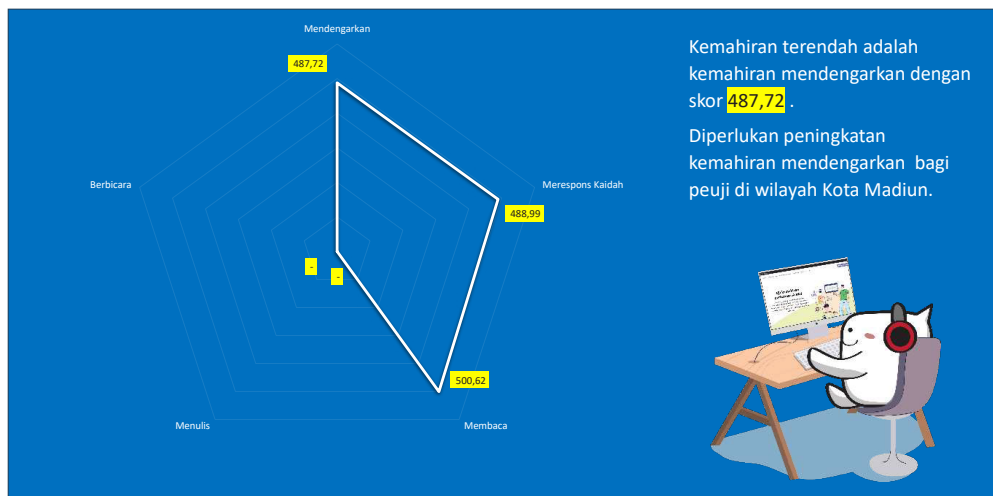 Mendengarkan
487,72
Berbicara
Merespons Kaidah
488,99
-
-
500,62
Menulis
Membaca
Kemahiran terendah adalah
kemahiran mendengarkan dengan
skor 487,72 .
Diperlukan peningkatan
kemahiran mendengarkan bagi
peuji di wilayah Kota Madiun.